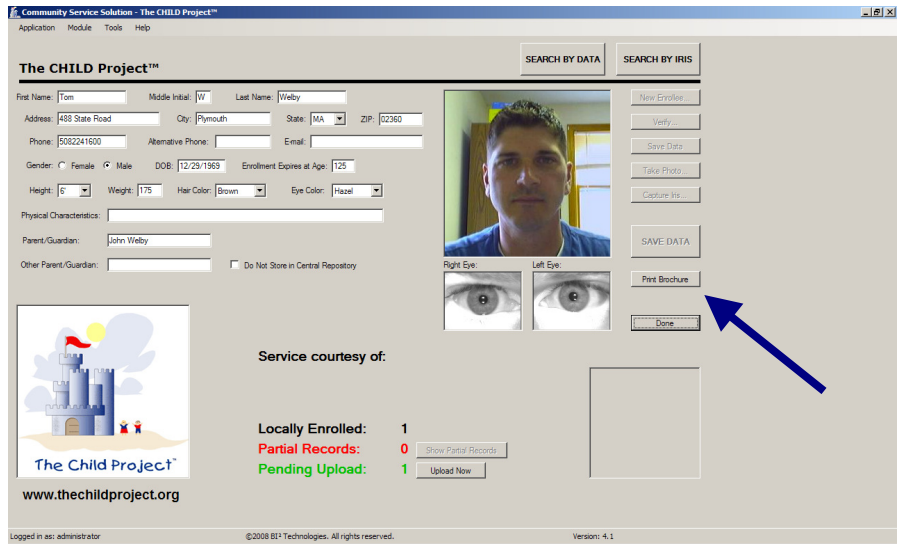 Community Service Solution - The CHILD Project™
Application Module Tools Help
The CHILD Project™
SEARCH BY DATA
SEARCH BY IRIS
First Name: Tom Middle Initial: W Last Name: Welby
Address: 488 State Road City: Plymouth State: MA ZIP: 02360
Phone: 5082241600 Alternative Phone: Email:
Gender: Female Male DOB: 12/29/1969 Enrollment Expires at Age: 125
Height: 6' Weight: 175 Hair Color: Brown Eye Color: Hazel
Physical Characteristics:
Parent/Guardian: John Welby
Other Parent/Guardian: Do Not Store in Central Repository
New Enrollee...
Verify...
Save Data
Take Photo...
Capture Iris...
SAVE DATA
Right Eye: Left Eye:
Print Brochure
Done
The Child Project™
www.thechildproject.org
Service courtesy of:
Locally Enrolled: 1
Partial Records: 0 Show Partial Records
Pending Upload: 1 Upload Now
Logged in as: administrator ©2008 BI² Technologies. All rights reserved. Version: 4.1